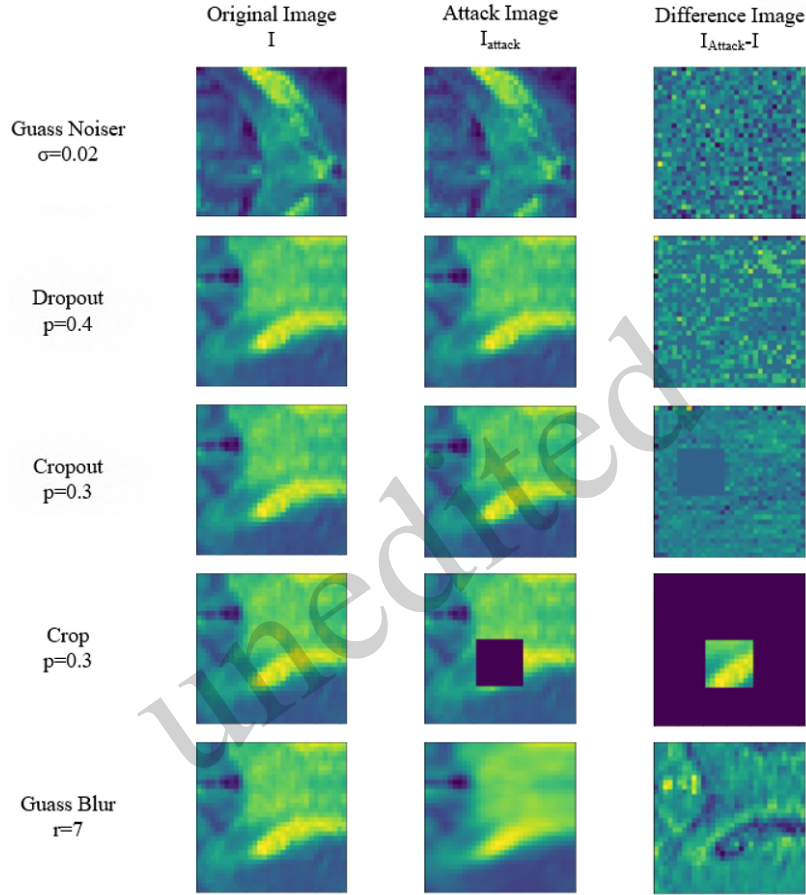 Original Image
I
Attack Image
Iattack
Difference Image
IAttack-I
Guass Noiser
σ=0.02
Dropout
p=0.4
Cropout
p=0.3
Crop
p=0.3
Guass Blur
r=7
unedited